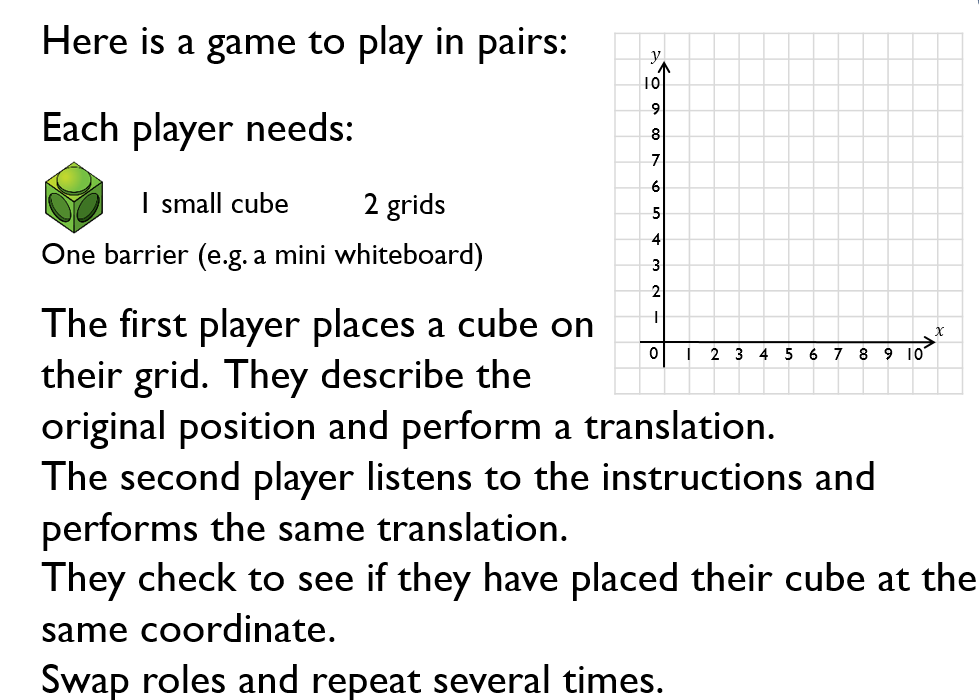 Here is a game to play in pairs:
Each player needs:
1 small cube 2 grids
One barrier (e.g. a mini whiteboard)
The first player places a cube on
their grid. They describe the
original position and perform a translation.
The second player listens to the instructions and
performs the same translation.
They check to see if they have placed their cube at the
same coordinate.
Swap roles and repeat several times.
y
10
9
8
7
6
5
4
3
2
1
0 1 2 3 4 5 6 7 8 9 10 x